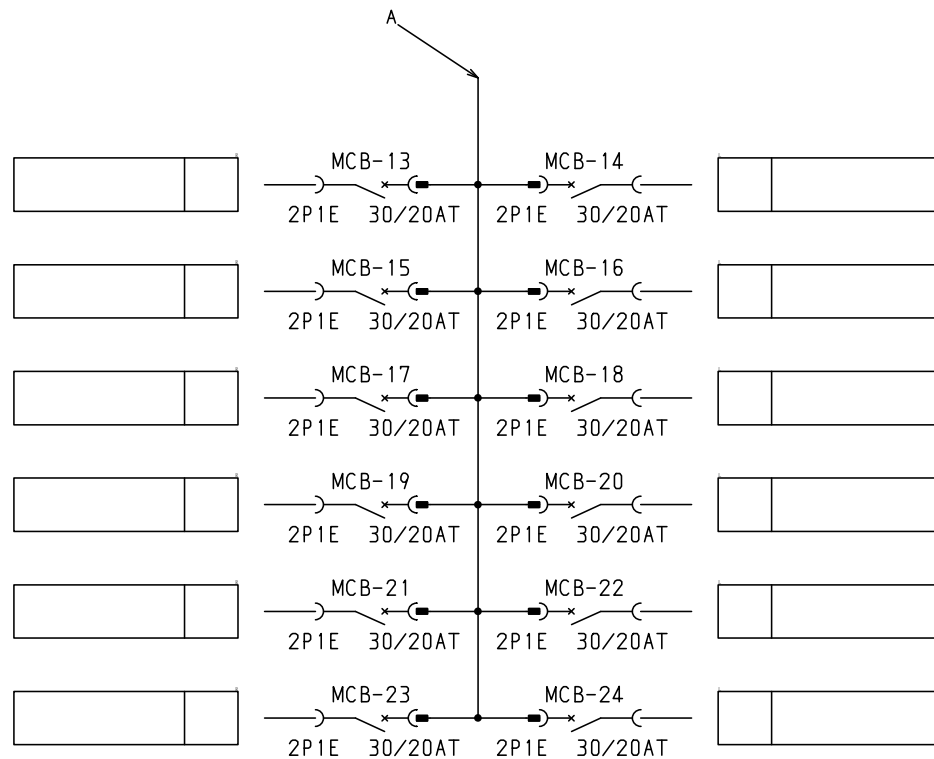 A
MCB-13 MCB-14
2P1E 30/20AT 2P1E 30/20AT
MCB-15 MCB-16
2P1E 30/20AT 2P1E 30/20AT
MCB-17 MCB-18
2P1E 30/20AT 2P1E 30/20AT
MCB-19 MCB-20
2P1E 30/20AT 2P1E 30/20AT
MCB-21 MCB-22
2P1E 30/20AT 2P1E 30/20AT
MCB-23 MCB-24
2P1E 30/20AT 2P1E 30/20AT